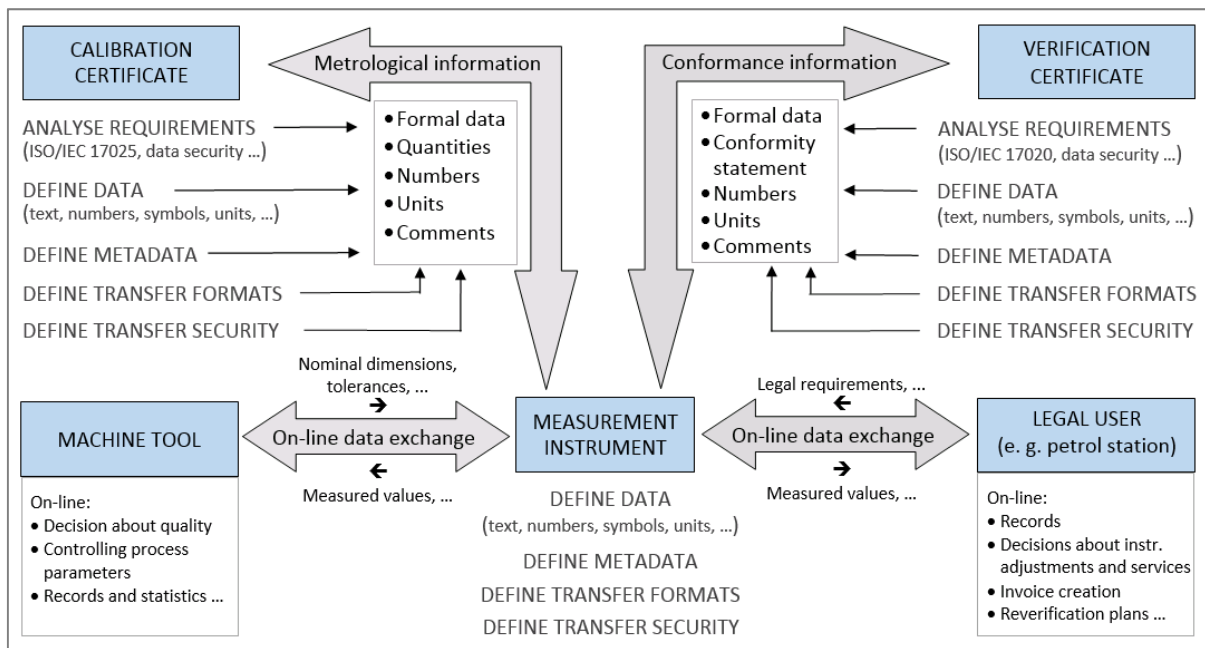 CALIBRATION
CERTIFICATE
Metrological information
Conformance information
VERIFICATION
CERTIFICATE
ANALYSE REQUIREMENTS
(ISO/IEC 17025, data security ...)
DEFINE DATA
(text, numbers, symbols, units, ...)
DEFINE METADATA
DEFINE TRANSFER FORMATS
DEFINE TRANSFER SECURITY
• Formal data
• Quantities
• Numbers
• Units
• Comments
• Formal data
• Conformity
statement
• Numbers
• Units
• Comments
ANALYSE REQUIREMENTS
(ISO/IEC 17020, data security ...)
DEFINE DATA
(text, numbers, symbols, units, ...)
DEFINE METADATA
DEFINE TRANSFER FORMATS
DEFINE TRANSFER SECURITY
MACHINE TOOL
Nominal dimensions,
tolerances, ...
➔
On-line data exchange
🡸
Measured values, ...
MEASUREMENT
INSTRUMENT
Legal requirements, ...
🡸
On-line data exchange
➔
Measured values, ...
LEGAL USER
(e. g. petrol station)
On-line:
• Decision about quality
• Controlling process
parameters
• Records and statistics ...
DEFINE DATA
(text, numbers, symbols, units, ...)
DEFINE METADATA
DEFINE TRANSFER FORMATS
DEFINE TRANSFER SECURITY
On-line:
• Records
• Decisions about instr.
adjustments and services
• Invoice creation
• Reverification plans ...